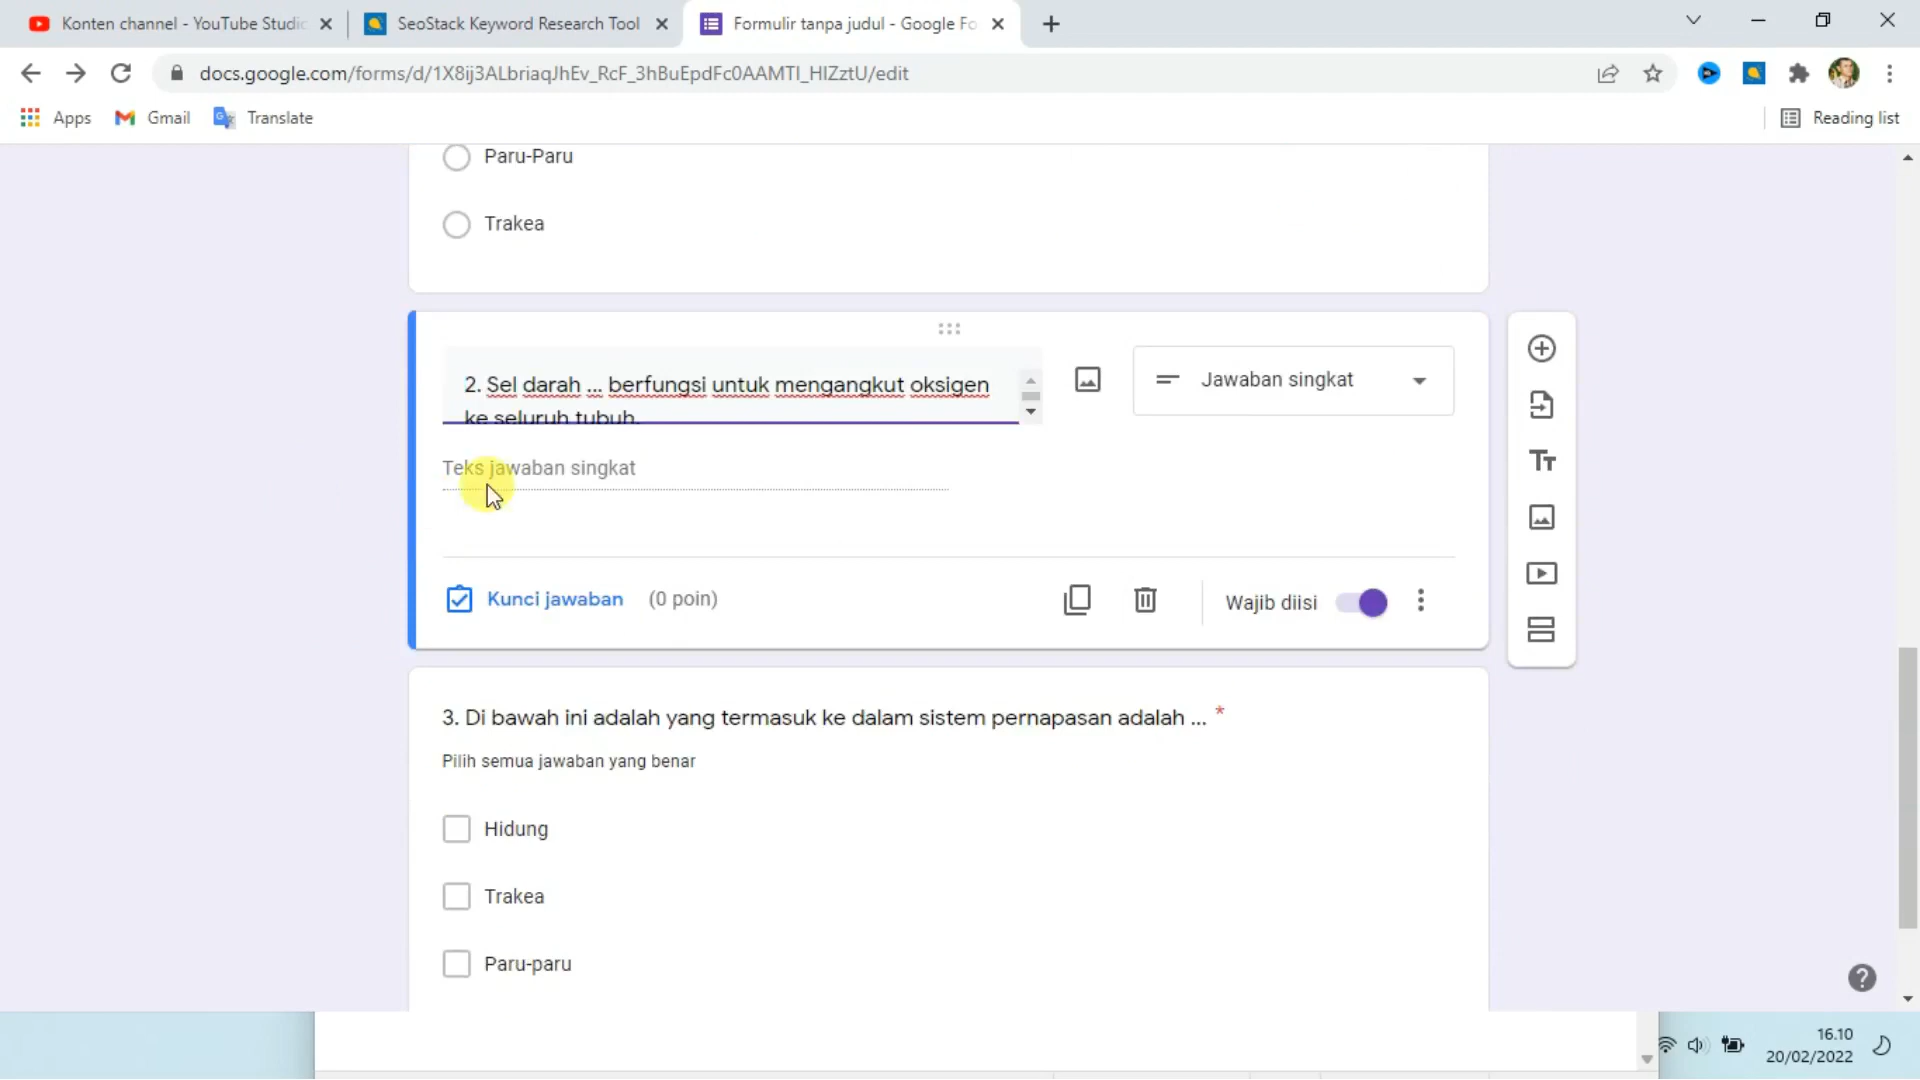 Konten channel - YouTube Studio
SeoStack Keyword Research Tool
Formulir tanpa judul - Google Fo
docs.google.com/forms/d/1X8ij3ALbriaqJhEv_RcF_3hBuEpdFc0AAMTI_HIZztU/edit
Apps
Gmail
Translate
Reading list
Paru-Paru
Trakea
2. Sel darah ... berfungsi untuk mengangkut oksigen
ke seluruh tubuh.
Jawaban singkat
Teks jawaban singkat
Kunci jawaban
(0 poin)
Wajib diisi
3. Di bawah ini adalah yang termasuk ke dalam sistem pernapasan adalah ... *
Pilih semua jawaban yang benar
Hidung
Trakea
Paru-paru
16.10
20/02/2022